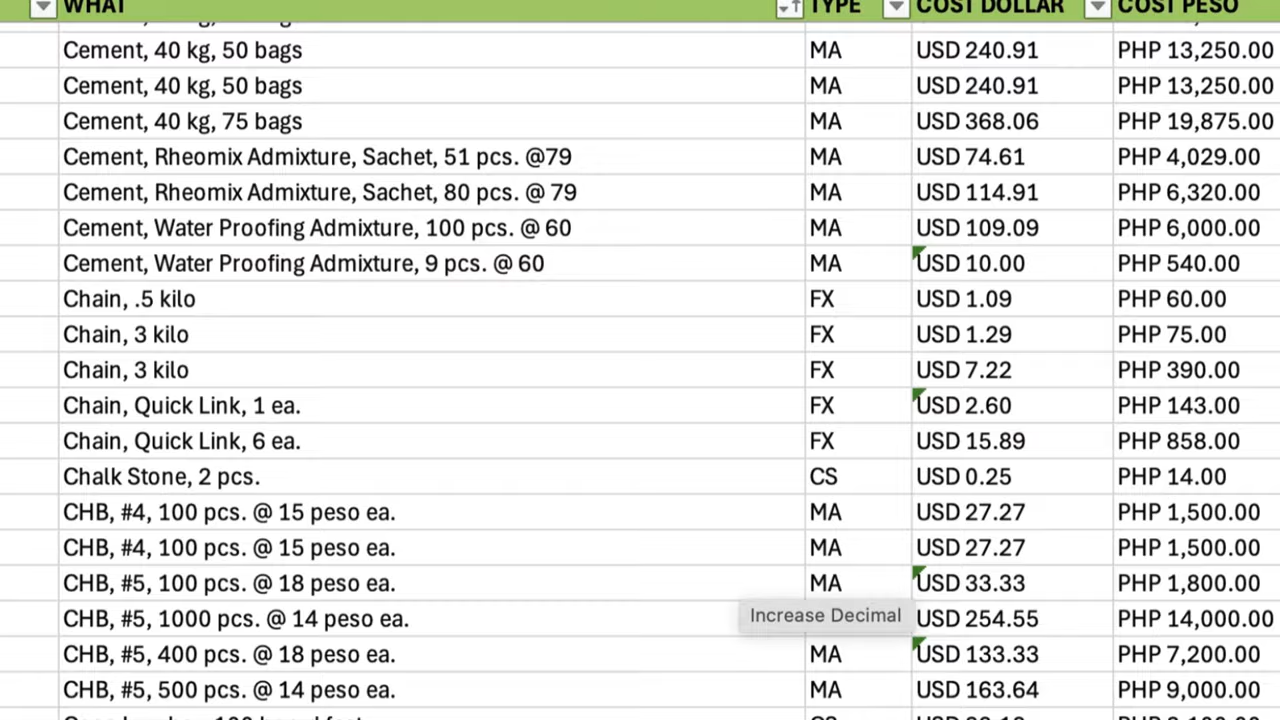 WHAT TYPE COST DOLLAR COST PESO
Cement, 40 kg, 50 bags MA USD 240.91 PHP 13,250.00
Cement, 40 kg, 50 bags MA USD 240.91 PHP 13,250.00
Cement, 40 kg, 75 bags MA USD 368.06 PHP 19,875.00
Cement, Rheomix Admixture, Sachet, 51 pcs. @79 MA USD 74.61 PHP 4,029.00
Cement, Rheomix Admixture, Sachet, 80 pcs. @ 79 MA USD 114.91 PHP 6,320.00
Cement, Water Proofing Admixture, 100 pcs. @ 60 MA USD 109.09 PHP 6,000.00
Cement, Water Proofing Admixture, 9 pcs. @ 60 MA USD 10.00 PHP 540.00
Chain, .5 kilo FX USD 1.09 PHP 60.00
Chain, 3 kilo FX USD 1.29 PHP 75.00
Chain, 3 kilo FX USD 7.22 PHP 390.00
Chain, Quick Link, 1 ea. FX USD 2.60 PHP 143.00
Chain, Quick Link, 6 ea. FX USD 15.89 PHP 858.00
Chalk Stone, 2 pcs. CS USD 0.25 PHP 14.00
CHB, #4, 100 pcs. @ 15 peso ea. MA USD 27.27 PHP 1,500.00
CHB, #4, 100 pcs. @ 15 peso ea. MA USD 27.27 PHP 1,500.00
CHB, #5, 100 pcs. @ 18 peso ea. MA USD 33.33 PHP 1,800.00
CHB, #5, 1000 pcs. @ 14 peso ea. Increase Decimal USD 254.55 PHP 14,000.00
CHB, #5, 400 pcs. @ 18 peso ea. MA USD 133.33 PHP 7,200.00
CHB, #5, 500 pcs. @ 14 peso ea. MA USD 163.64 PHP 9,000.00